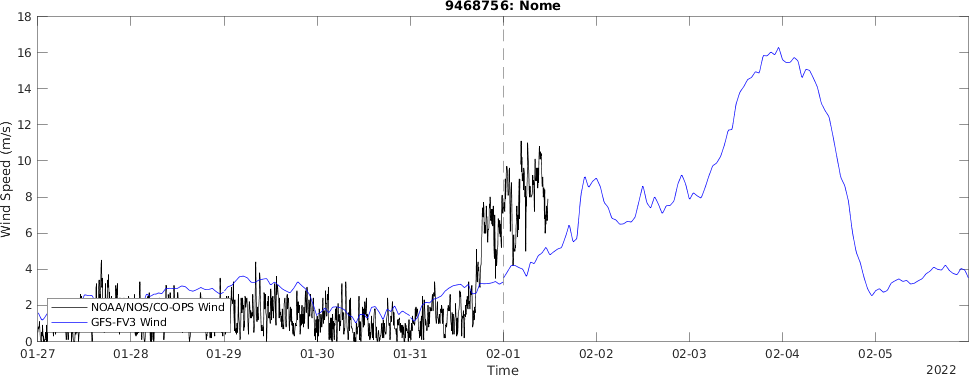 9468756: Nome
18
16
14
12
10
8
6
4
2
0
Wind Speed (m/s)
NOAA/NOS/CO-OPS Wind
GFS-FV3 Wind
01-27 01-28 01-29 01-30 01-31 02-01 02-02 02-03 02-04 02-05
Time
2022